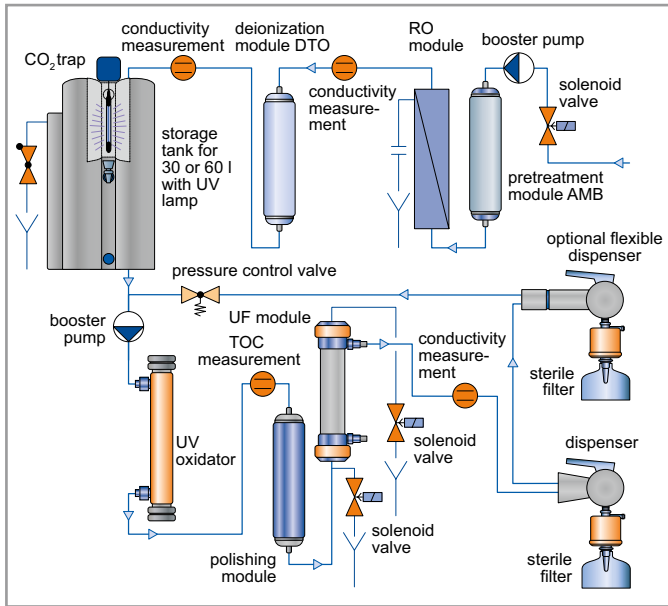 CO2 trap
conductivity
measurement
deionization
module DTO
conductivity
measure-
ment
RO
module
booster pump
solenoid
valve
storage
tank for
30 or 60 l
with UV
lamp
pretreatment
module AMB
pressure control valve
optional flexible
dispenser
booster
pump
UF module
TOC
measurement
conductivity
measure-
ment
sterile
filter
UV
oxidator
solenoid
valve
dispenser
polishing
module
solenoid
valve
sterile
filter